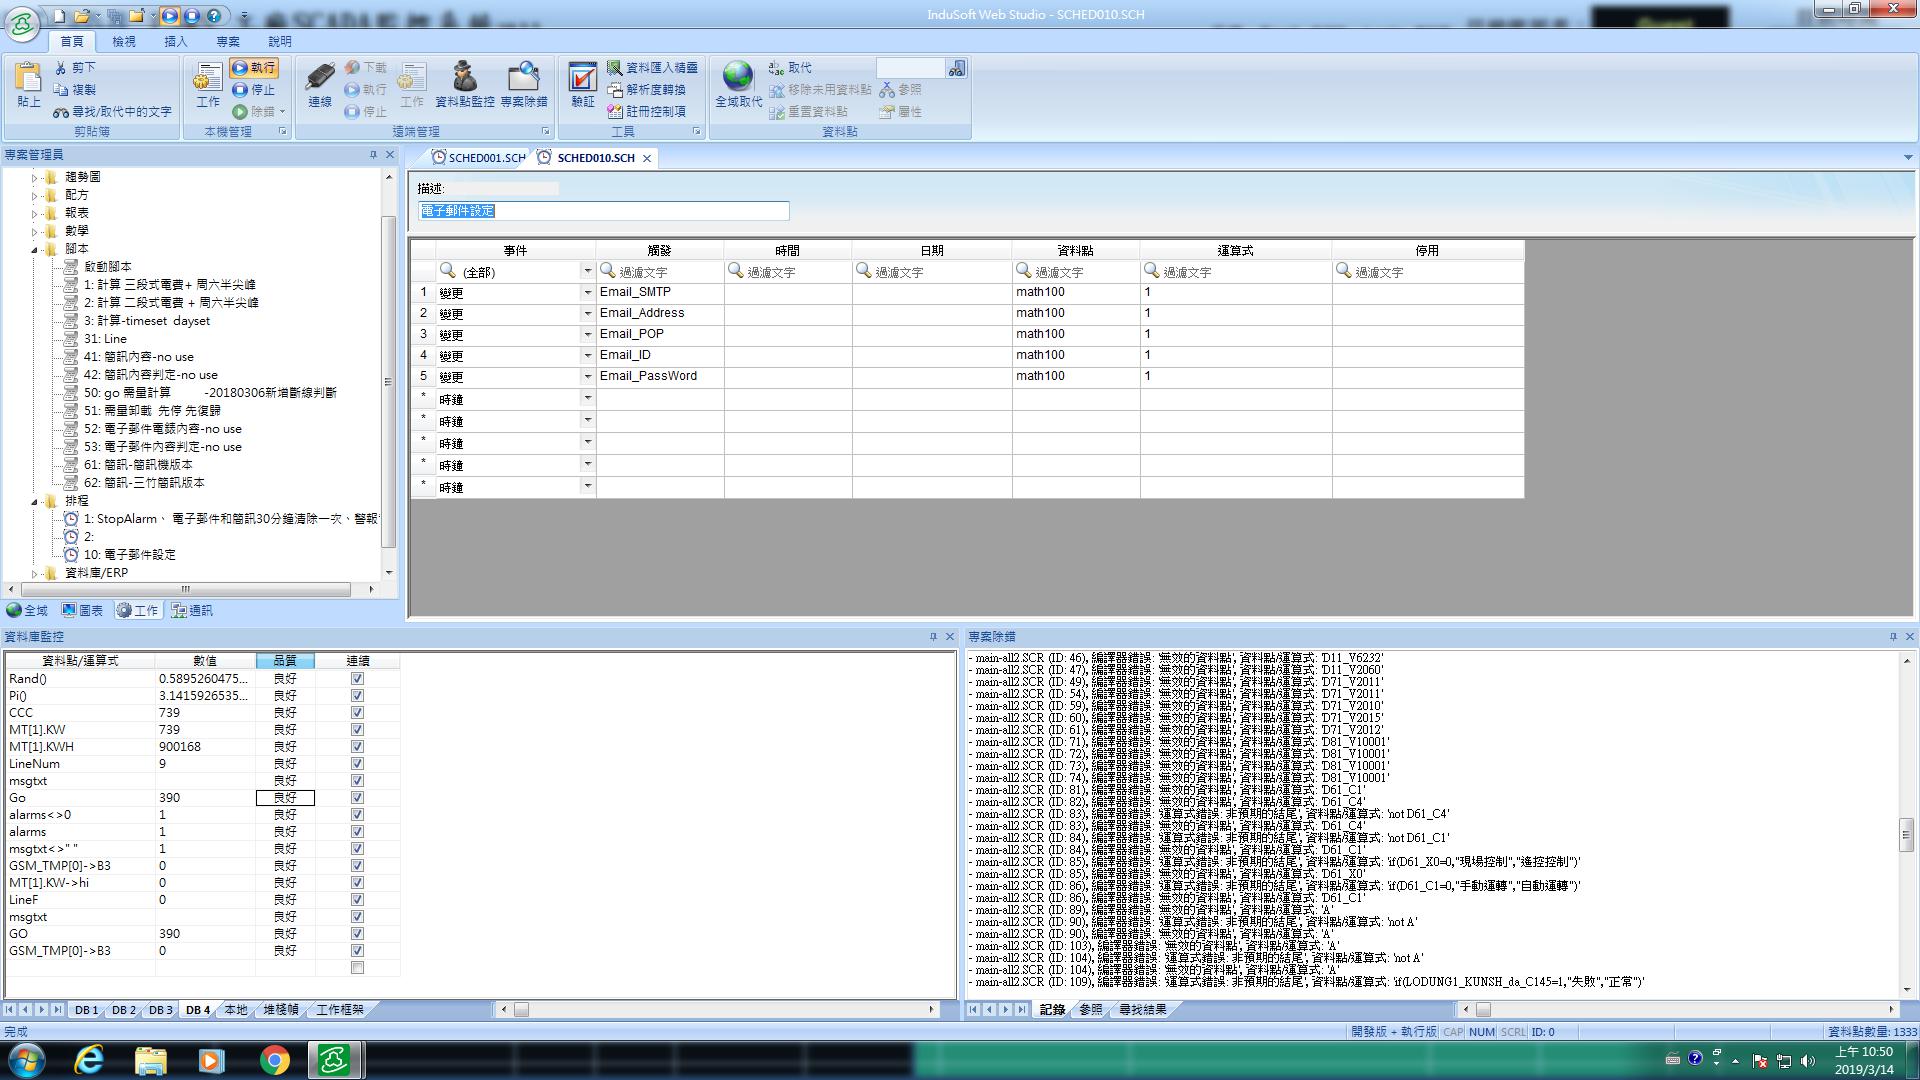 InduSoft Web Studio - SCHED010.SCH
首頁 檢視 插入 專案 說明
貼上 剪下 複製 尋找/取代中的文字 剪貼簿
工作 執行 停止 除錯 本機管理
連線 下載 執行 停止 工作 資料點監控 專案除錯 遠端管理
驗証 資料匯入精靈 解析度轉換 註冊控制項 工具
全域取代 取代 移除未用資料點 重置資料點 參照 屬性 資料點
專案管理員
趨勢圖
配方
報表
數學
腳本
啟動腳本
1: 計算 三段式電費+ 周六半尖峰
2: 計算 二段式電費 + 周六半尖峰
3: 計算-timeset dayset
31: Line
41: 簡訊內容-no use
42: 簡訊內容判定-no use
50: go 需量計算 -20180306新增斷線判斷
51: 需量卸載 先停 先復歸
52: 電子郵件電錶內容-no use
53: 電子郵件內容判定-no use
61: 簡訊-簡訊機版本
62: 簡訊-三竹簡訊版本
排程
1: StopAlarm、 電子郵件和簡訊30分鐘清除一次、警報
2:
10: 電子郵件設定
資料庫/ERP
全域 圖表 工作 通訊
SCHED001.SCH SCHED010.SCH
描述:
電子郵件設定
事件 觸發 時間 日期 資料點 運算式 停用
(全部) 過濾文字 過濾文字 過濾文字 過濾文字 過濾文字 過濾文字
1 變更 Email_SMTP math100 1
2 變更 Email_Address math100 1
3 變更 Email_POP math100 1
4 變更 Email_ID math100 1
5 變更 Email_PassWord math100 1
* 時鐘
* 時鐘
* 時鐘
* 時鐘
* 時鐘
資料庫監控
資料點/運算式 數值 品質 連續
Rand() 0.5895260475... 良好
Pi() 3.1415926535... 良好
CCC 739 良好
MT[1].KW 739 良好
MT[1].KWH 900168 良好
LineNum 9 良好
msgtxt 良好
Go 390 良好
alarms<>0 1 良好
alarms 1 良好
msgtxt<>" " 1 良好
GSM_TMP[0]->B3 0 良好
MT[1].KW->hi 0 良好
LineF 0 良好
msgtxt 良好
GO 390 良好
GSM_TMP[0]->B3 0 良好
DB 1 DB 2 DB 3 DB 4 本地 堆棧幀 工作框架
專案除錯
- main-all2.SCR (ID: 46), 編譯器錯誤: '無效的資料點', 資料點/運算式: 'D11_V6232'
- main-all2.SCR (ID: 47), 編譯器錯誤: '無效的資料點', 資料點/運算式: 'D11_V2060'
- main-all2.SCR (ID: 49), 編譯器錯誤: '無效的資料點', 資料點/運算式: 'D71_V2011'
- main-all2.SCR (ID: 54), 編譯器錯誤: '無效的資料點', 資料點/運算式: 'D71_V2011'
- main-all2.SCR (ID: 59), 編譯器錯誤: '無效的資料點', 資料點/運算式: 'D71_V2010'
- main-all2.SCR (ID: 60), 編譯器錯誤: '無效的資料點', 資料點/運算式: 'D71_V2015'
- main-all2.SCR (ID: 61), 編譯器錯誤: '無效的資料點', 資料點/運算式: 'D71_V2012'
- main-all2.SCR (ID: 71), 編譯器錯誤: '無效的資料點', 資料點/運算式: 'D81_V10001'
- main-all2.SCR (ID: 72), 編譯器錯誤: '無效的資料點', 資料點/運算式: 'D81_V10001'
- main-all2.SCR (ID: 73), 編譯器錯誤: '無效的資料點', 資料點/運算式: 'D81_V10001'
- main-all2.SCR (ID: 74), 編譯器錯誤: '無效的資料點', 資料點/運算式: 'D81_V10001'
- main-all2.SCR (ID: 81), 編譯器錯誤: '無效的資料點', 資料點/運算式: 'D61_C1'
- main-all2.SCR (ID: 82), 編譯器錯誤: '無效的資料點', 資料點/運算式: 'D61_C4'
- main-all2.SCR (ID: 83), 編譯器錯誤: '運算式錯誤: 非預期的結尾', 資料點/運算式: 'not D61_C4'
- main-all2.SCR (ID: 83), 編譯器錯誤: '無效的資料點', 資料點/運算式: 'D61_C4'
- main-all2.SCR (ID: 84), 編譯器錯誤: '運算式錯誤: 非預期的結尾', 資料點/運算式: 'not D61_C1'
- main-all2.SCR (ID: 84), 編譯器錯誤: '無效的資料點', 資料點/運算式: 'D61_C1'
- main-all2.SCR (ID: 85), 編譯器錯誤: '運算式錯誤: 非預期的結尾', 資料點/運算式: 'if(D61_X0=0,"現場控制","遙控控制")'
- main-all2.SCR (ID: 85), 編譯器錯誤: '無效的資料點', 資料點/運算式: 'D61_X0'
- main-all2.SCR (ID: 86), 編譯器錯誤: '運算式錯誤: 非預期的結尾', 資料點/運算式: 'if(D61_C1=0,"手動運轉","自動運轉")'
- main-all2.SCR (ID: 86), 編譯器錯誤: '無效的資料點', 資料點/運算式: 'D61_C1'
- main-all2.SCR (ID: 89), 編譯器錯誤: '無效的資料點', 資料點/運算式: 'A'
- main-all2.SCR (ID: 90), 編譯器錯誤: '運算式錯誤: 非預期的結尾', 資料點/運算式: 'not A'
- main-all2.SCR (ID: 90), 編譯器錯誤: '無效的資料點', 資料點/運算式: 'A'
- main-all2.SCR (ID: 103), 編譯器錯誤: '無效的資料點', 資料點/運算式: 'A'
- main-all2.SCR (ID: 104), 編譯器錯誤: '運算式錯誤: 非預期的結尾', 資料點/運算式: 'not A'
- main-all2.SCR (ID: 104), 編譯器錯誤: '無效的資料點', 資料點/運算式: 'A'
- main-all2.SCR (ID: 109), 編譯器錯誤: '運算式錯誤: 非預期的結尾', 資料點/運算式: 'if(LODUNG1_KUNSH_da_C145=1,"失敗","正常")'
記錄 參照 尋找結果
完成 開發版 + 執行版 CAP NUM SCRL ID: 0 資料點數量: 1333
上午 10:50
2019/3/14